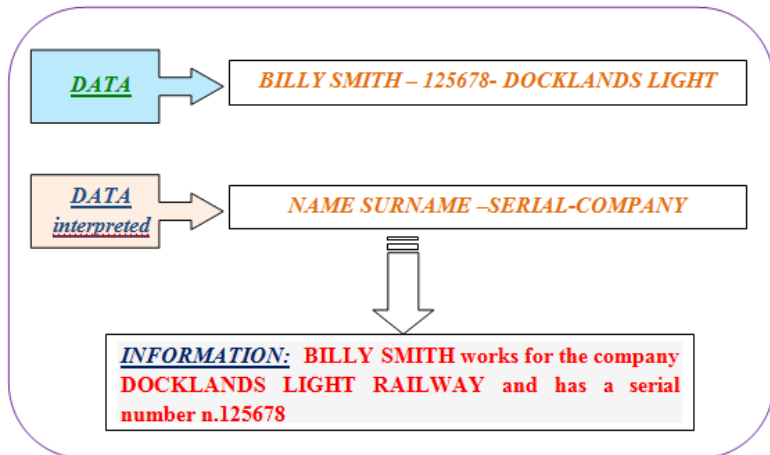 DATA
BILLY SMITH – 125678- DOCKLANDS LIGHT
DATA
interpreted
NAME SURNAME –SERIAL-COMPANY
INFORMATION: BILLY SMITH works for the company
DOCKLANDS LIGHT RAILWAY and has a serial
number n.125678